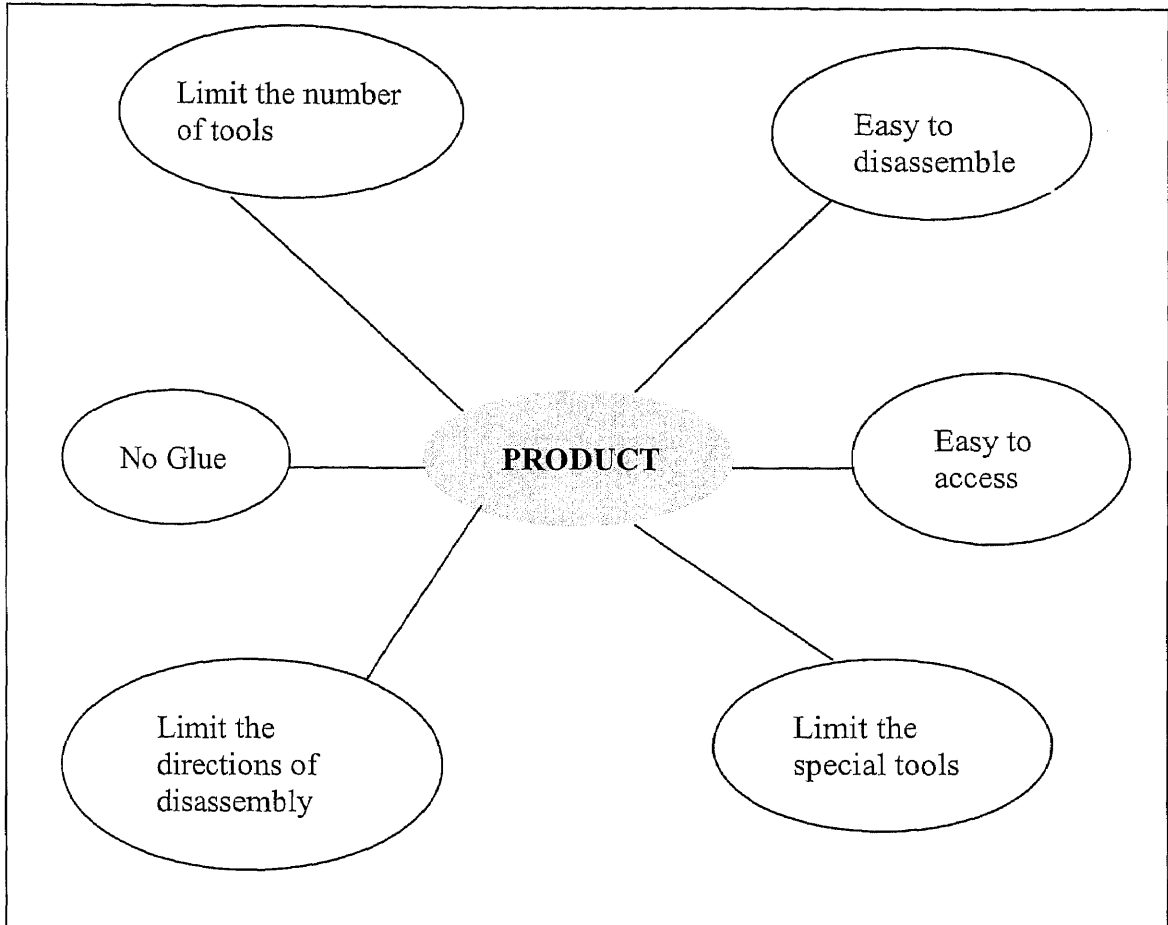 Limit the number
of tools
Easy to
disassemble
No Glue
PRODUCT
Easy to
access
Limit the
directions of
disassembly
Limit the
special tools